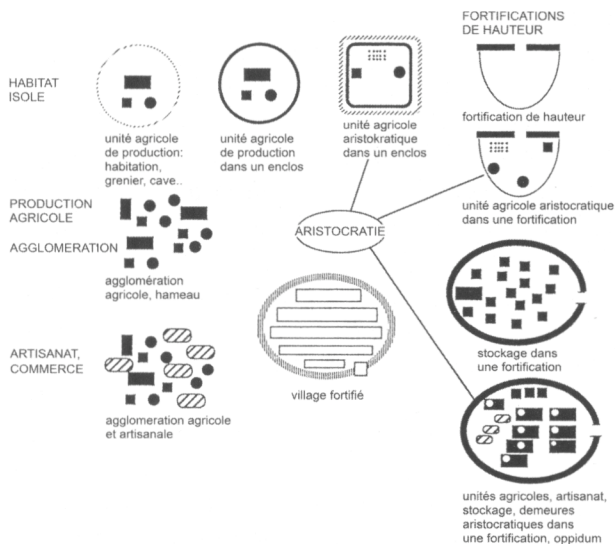 FORTIFICATIONS
DE HAUTEUR
HABITAT
ISOLE
unité agricole
de production:
habitation,
grenier, cave..
unité agricole
de production
dans un enclos
unité agricole
aristokratique
dans un enclos
fortification de hauteur
unité agricole aristocratique
dans une fortification
PRODUCTION
AGRICOLE
AGGLOMERATION
agglomération
agricole, hameau
ARISTOCRATIE
stockage dans
une fortification
village fortifié
ARTISANAT,
COMMERCE
agglomeration agricole
et artisanale
unités agricoles, artisanat,
stockage, demeures
aristocratiques dans
une fortification, oppidum